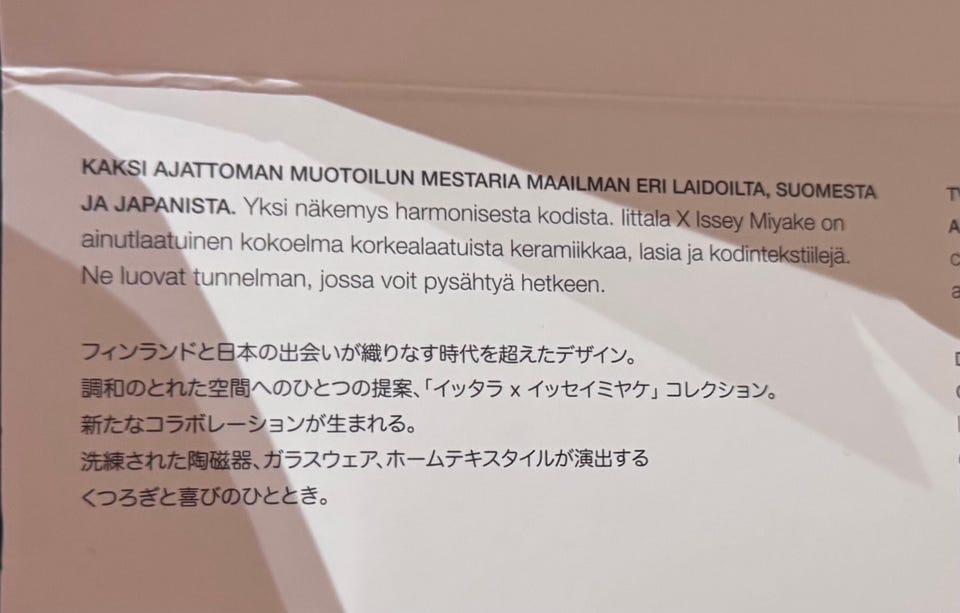 KAKSI AJATTOMAN MUOTOILUN MESTARIA MAAILMAN ERI LAIDOILTA, SUOMESTA
JA JAPANISTA. Yksi näkemys harmonisesta kodista. Iittala X Issey Miyake on
ainutlaatuinen kokoelma korkealaatuista keramiikkaa, lasia ja kodintekstiilejä.
Ne luovat tunnelman, jossa voit pysähtyä hetkeen.
フィンランドと日本の出会いが織りなす時代を超えたデザイン。
調和のとれた空間へのひとつの提案、「イッタラ x イッセイミヤケ」コレクション。
新たなコラボレーションが生まれる。
洗練された陶磁器、ガラスウェア、ホームテキスタイルが演出する
くつろぎと喜びのひととき。